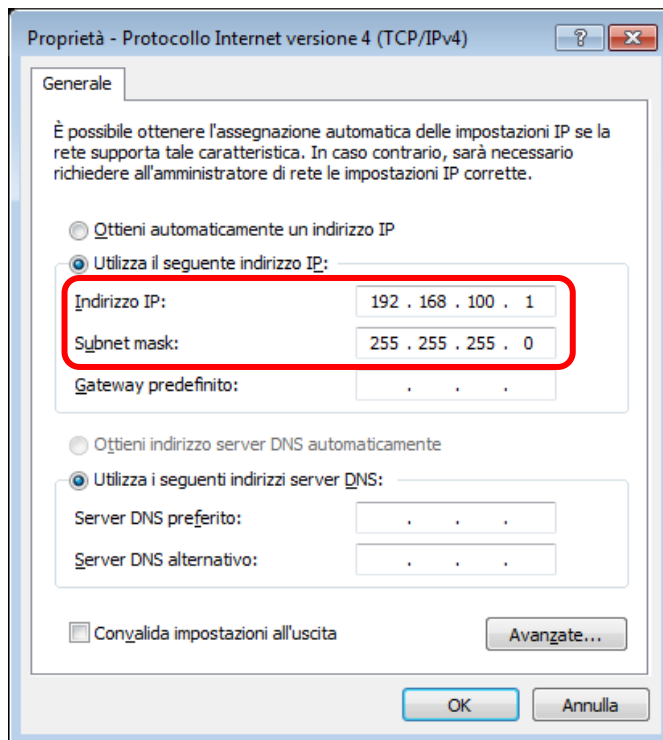 Proprietà - Protocollo Internet versione 4 (TCP/IPv4)
?
Generale
È possibile ottenere l'assegnazione automatica delle impostazioni IP se la
rete supporta tale caratteristica. In caso contrario, sarà necessario
richiedere all'amministratore di rete le impostazioni IP corrette.
Ottieni automaticamente un indirizzo IP
Utilizza il seguente indirizzo IP:
Indirizzo IP: 192 . 168 . 100 . 1
Subnet mask: 255 . 255 . 255 . 0
Gateway predefinito: . . .
Ottieni indirizzo server DNS automaticamente
Utilizza i seguenti indirizzi server DNS:
Server DNS preferito: . . .
Server DNS alternativo: . . .
Convalida impostazioni all'uscita
Avanzate...
OK
Annulla